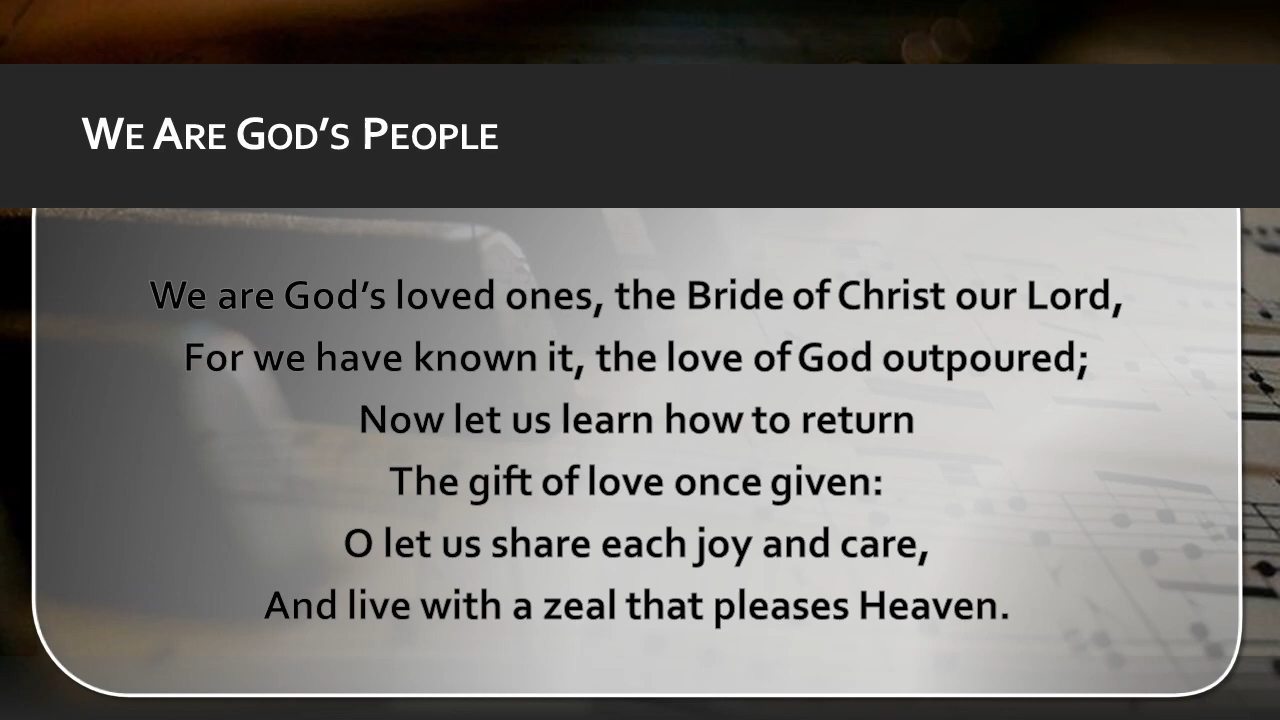 We Are God’s People
We are God’s loved ones, the Bride of Christ our Lord,
For we have known it, the love of God outpoured;
Now let us learn how to return
The gift of love once given:
O let us share each joy and care,
And live with a zeal that pleases Heaven.